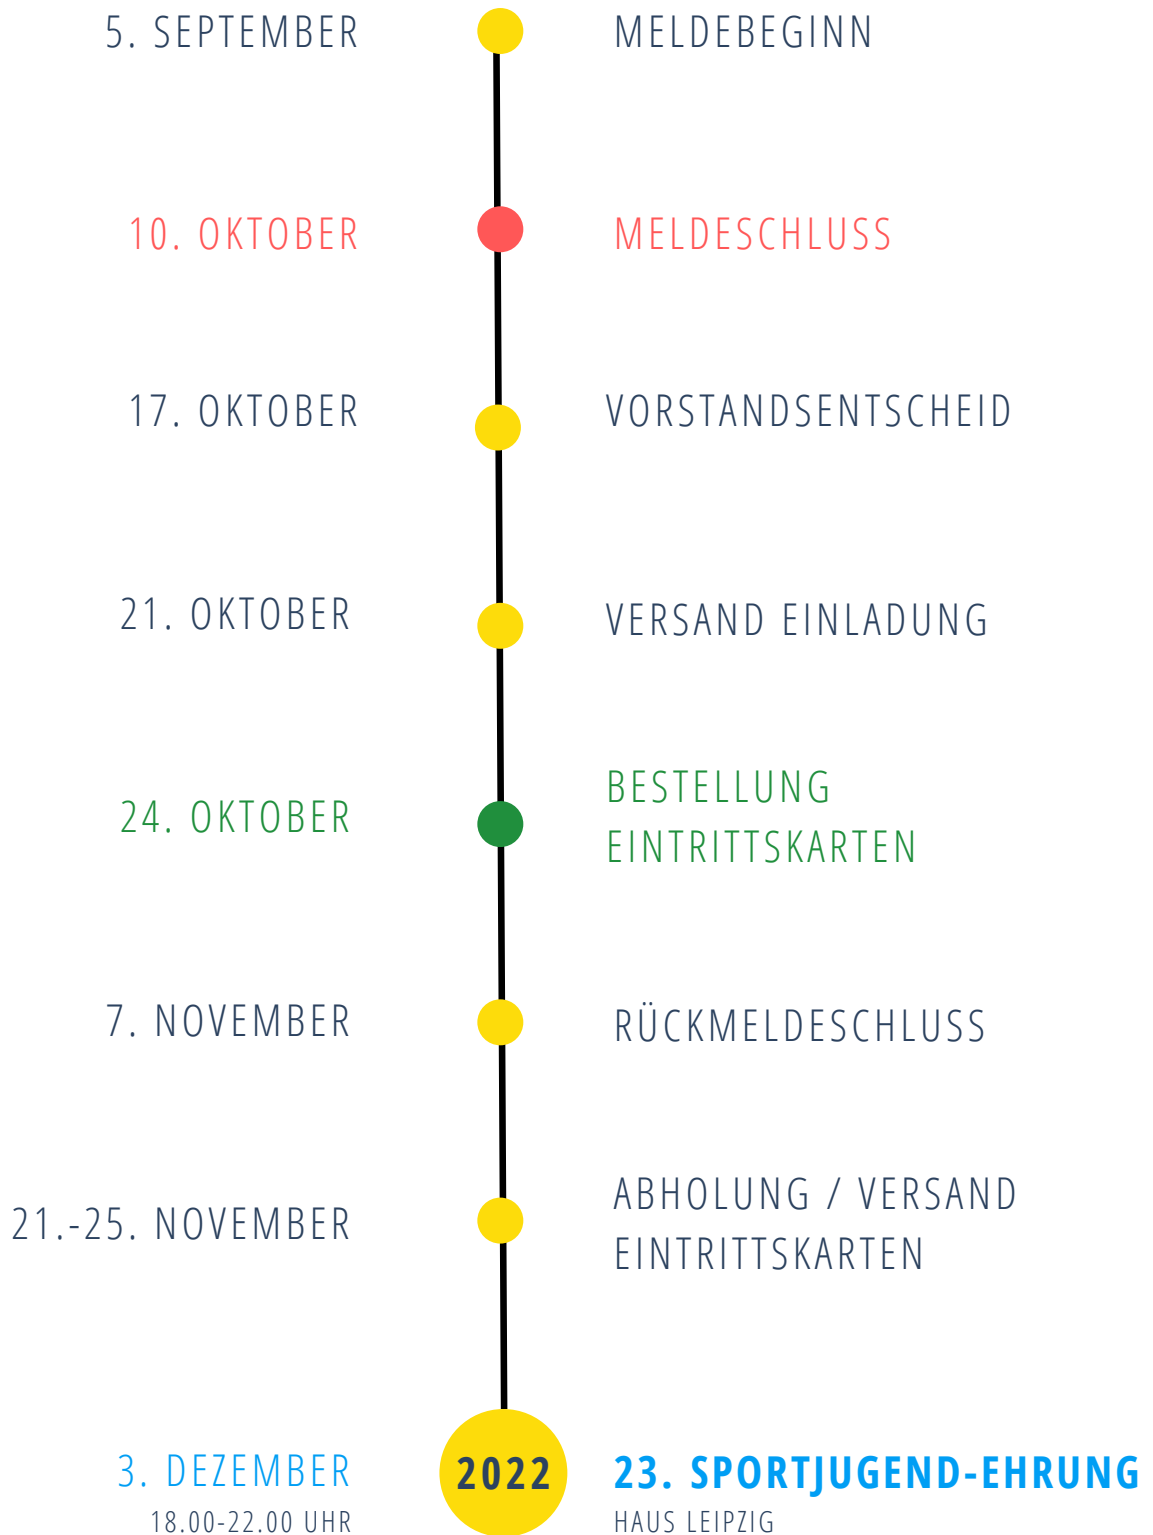 5. SEPTEMBER MELDEBEGINN
10. OKTOBER MELDESCHLUSS
17. OKTOBER VORSTANDSENTSCHEID
21. OKTOBER VERSAND EINLADUNG
24. OKTOBER BESTELLUNG
EINTRITTSKARTEN
7. NOVEMBER RÜCKMELDESCHLUSS
21.-25. NOVEMBER ABHOLUNG / VERSAND
EINTRITTSKARTEN
3. DEZEMBER 2022 23. SPORTJUGEND-EHRUNG
18.00-22.00 UHR HAUS LEIPZIG